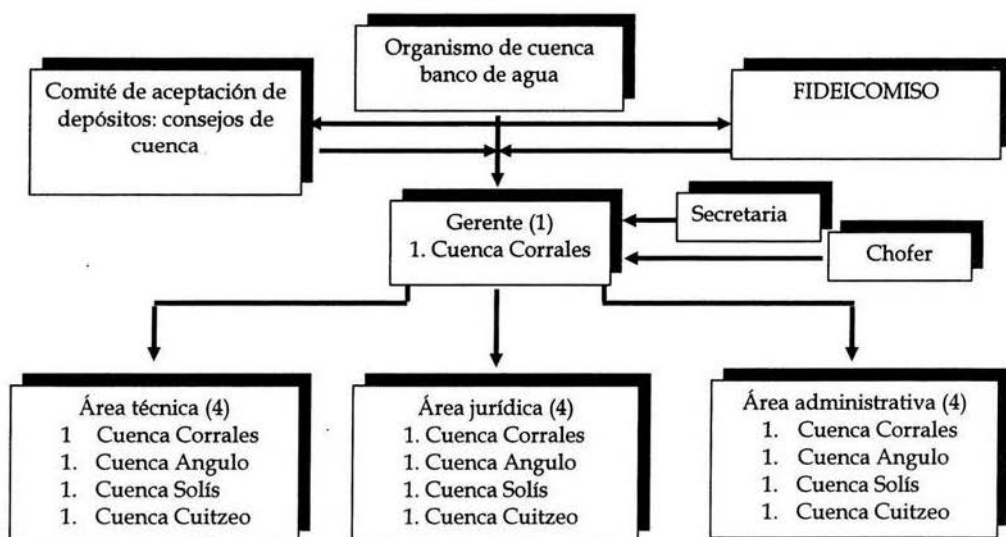 Organismo de cuenca
banco de agua
Comité de aceptación de
depósitos: consejos de
cuenca
FIDEICOMISO
Gerente (1)
1. Cuenca Corrales
Secretaria
Chofer
Área técnica (4)
1 Cuenca Corrales
1. Cuenca Angulo
1. Cuenca Solís
1. Cuenca Cuitzeo
Área jurídica (4)
1. Cuenca Corrales
1. Cuenca Angulo
1. Cuenca Solís
1. Cuenca Cuitzeo
Área administrativa (4)
1. Cuenca Corrales
1. Cuenca Angulo
1. Cuenca Solís
1. Cuenca Cuitzeo